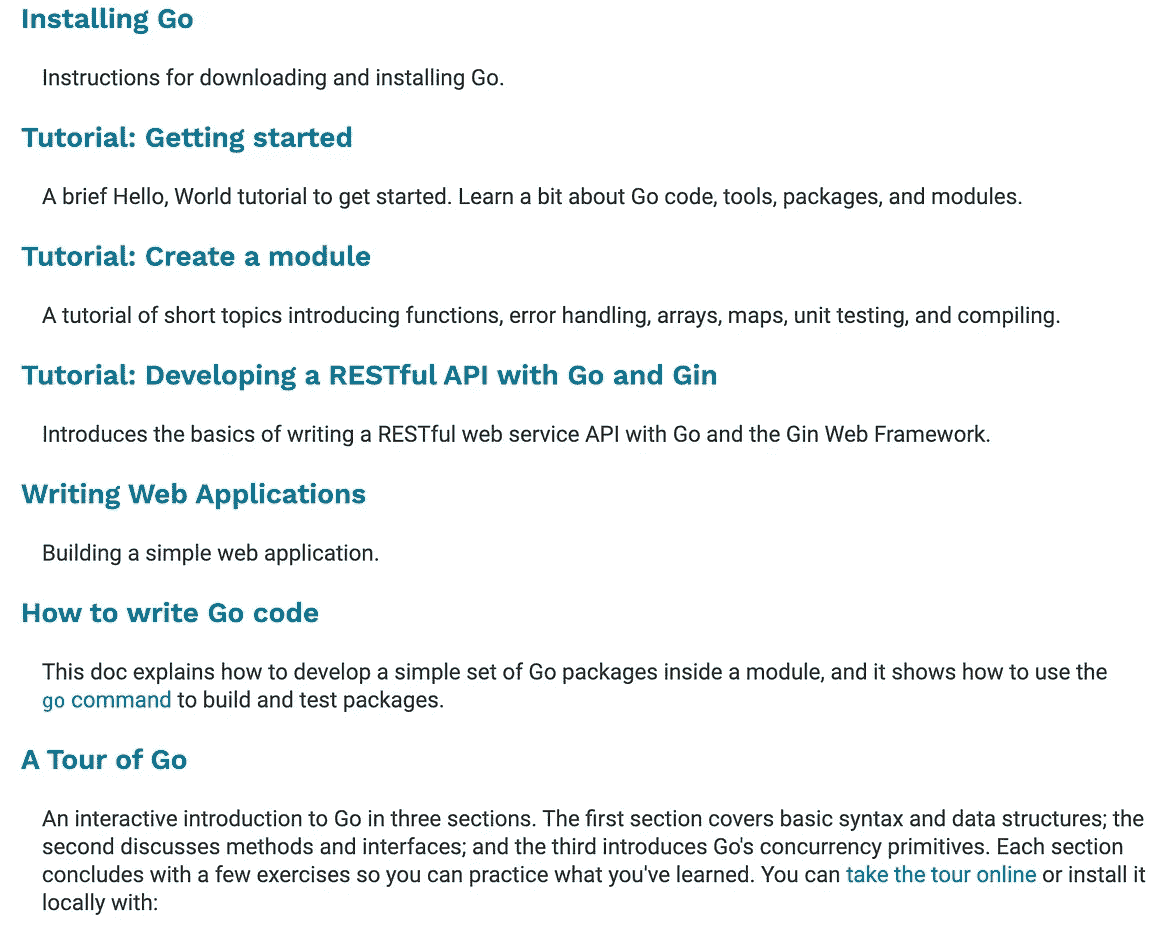 Installing Go
Instructions for downloading and installing Go.
Tutorial: Getting started
A brief Hello, World tutorial to get started. Learn a bit about Go code, tools, packages, and modules.
Tutorial: Create a module
A tutorial of short topics introducing functions, error handling, arrays, maps, unit testing, and compiling.
Tutorial: Developing a RESTful API with Go and Gin
Introduces the basics of writing a RESTful web service API with Go and the Gin Web Framework.
Writing Web Applications
Building a simple web application.
How to write Go code
This doc explains how to develop a simple set of Go packages inside a module, and it shows how to use the
go command to build and test packages.
A Tour of Go
An interactive introduction to Go in three sections. The first section covers basic syntax and data structures; the
second discusses methods and interfaces; and the third introduces Go's concurrency primitives. Each section
concludes with a few exercises so you can practice what you've learned. You can take the tour online or install it
locally with: